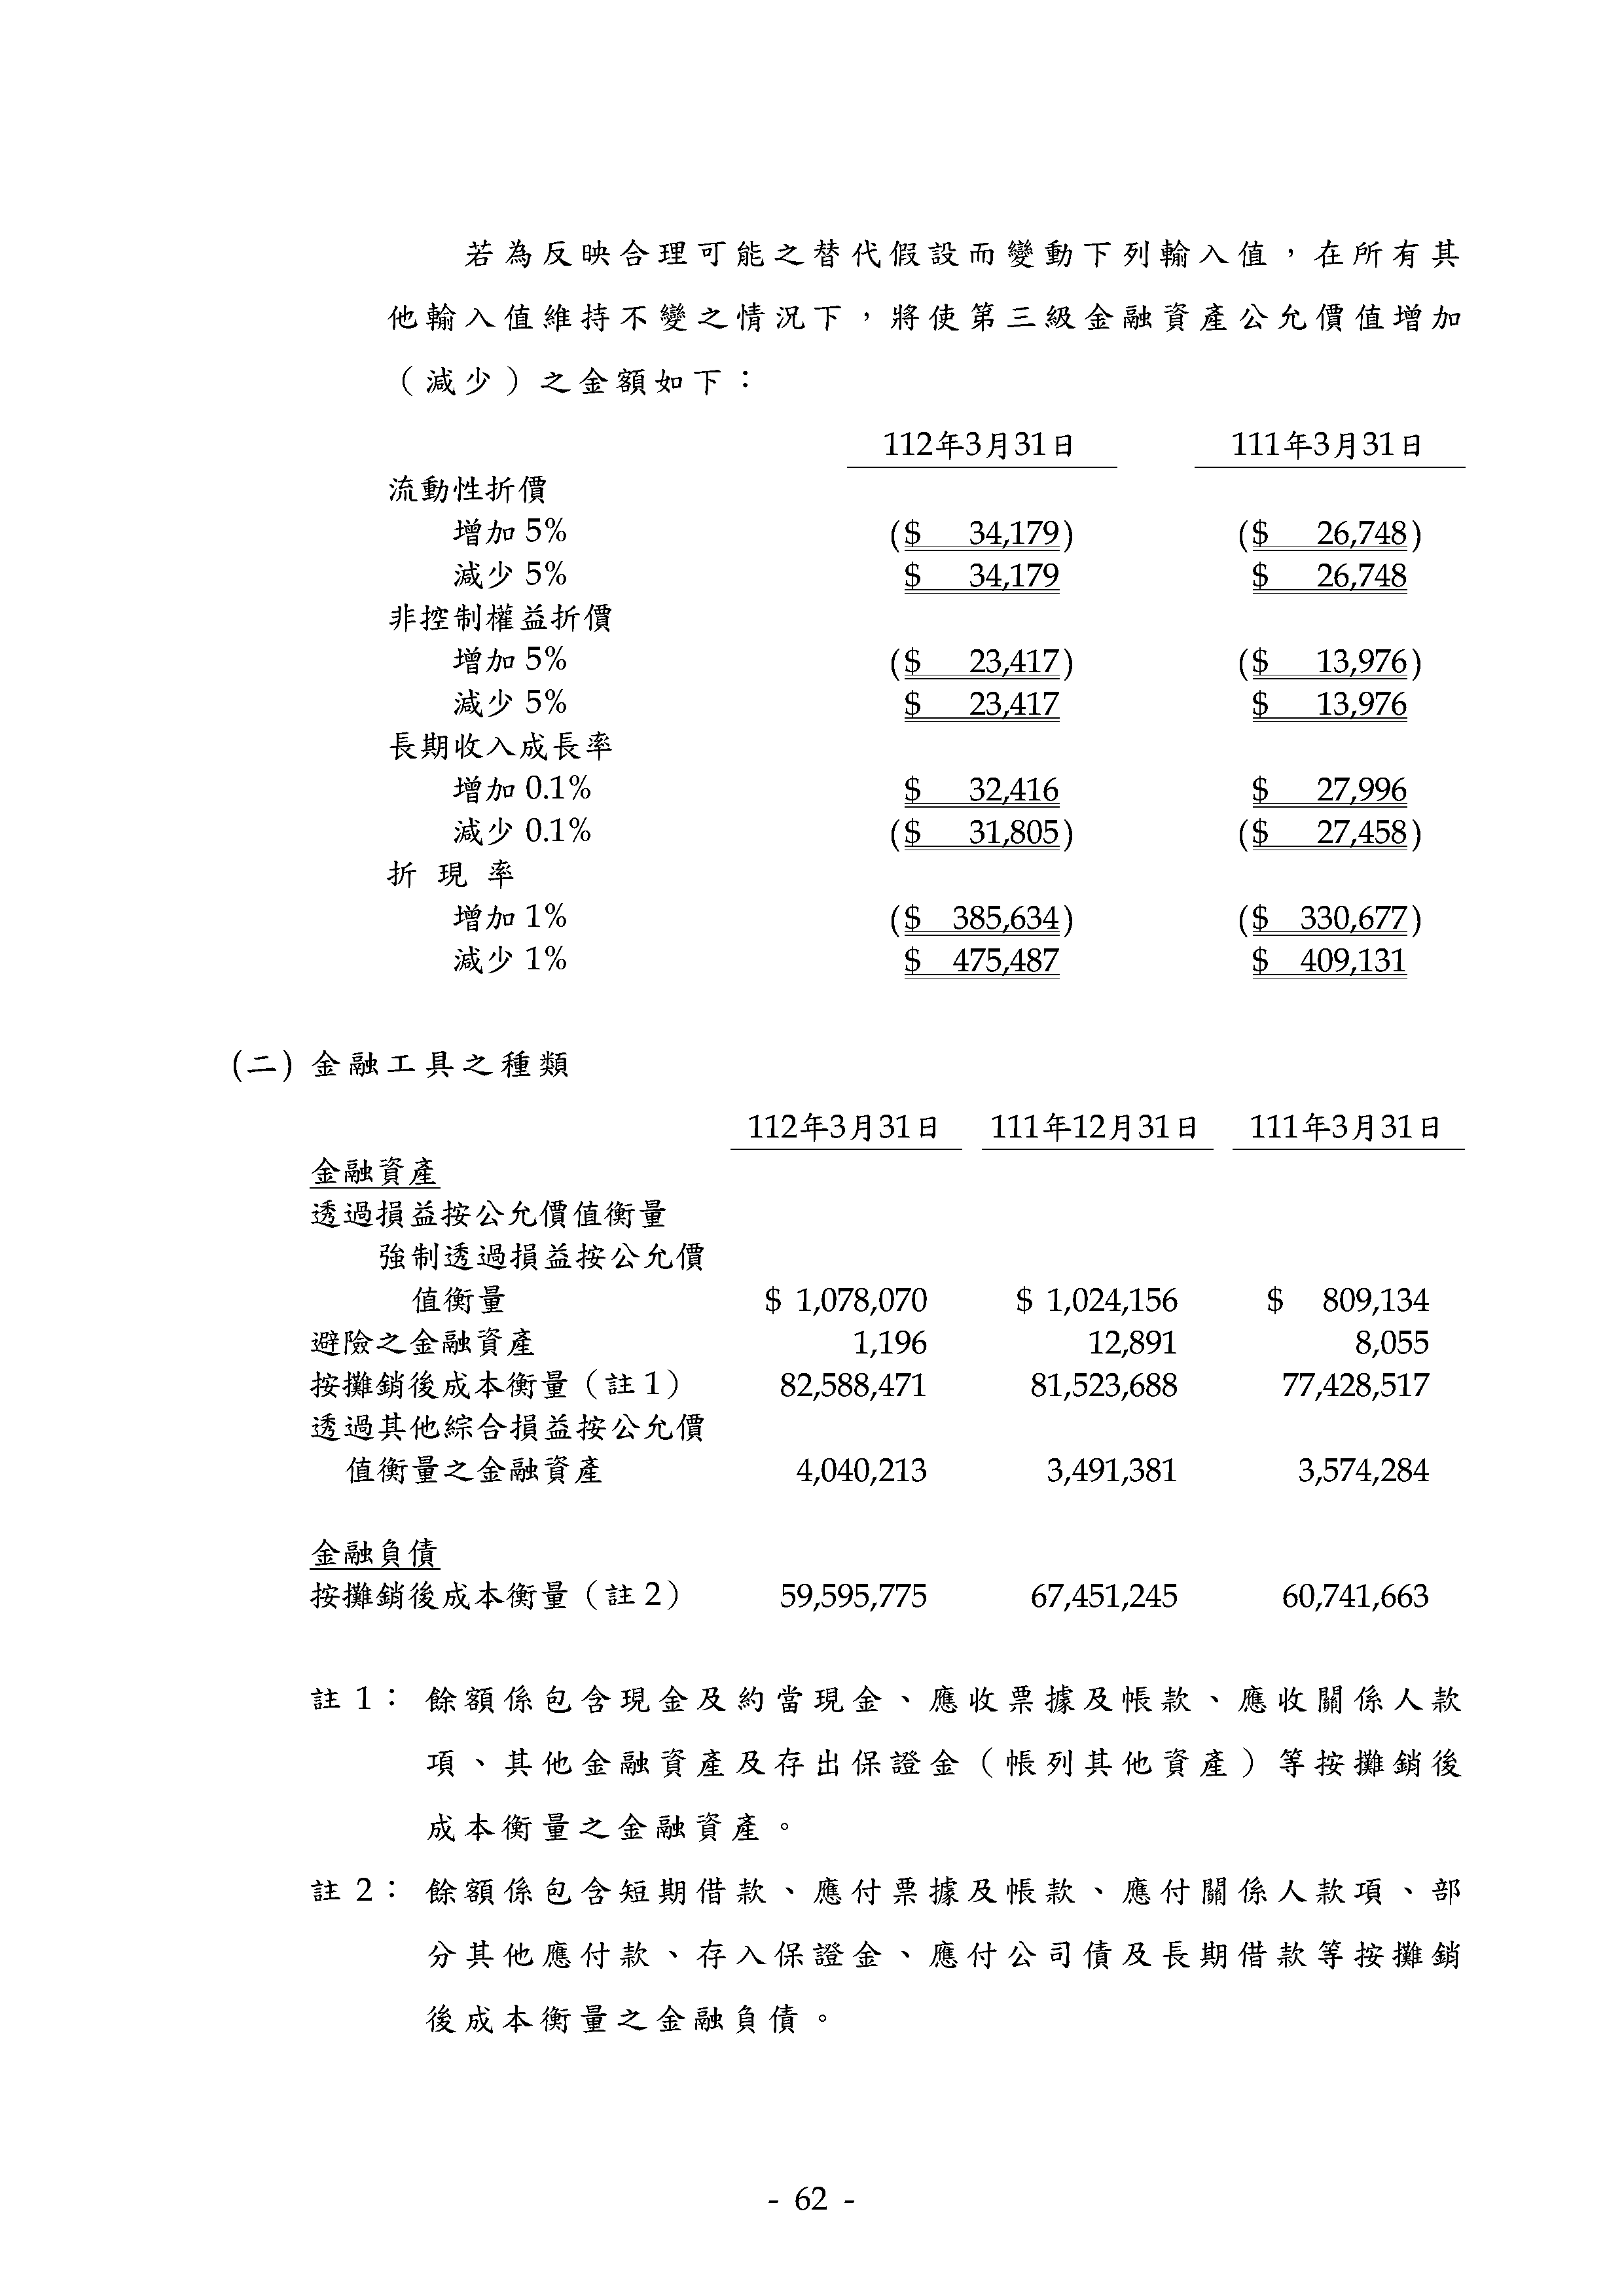 若為反映合理可能之替代假設而變動下列輸入值，在所有其
他輸入值維持不變之情況下，將使第三級金融資產公允價值增加
（減少）之金額如下：
112年3月31日 111年3月31日
流動性折價
增加 5% ($ 34,179) ($ 26,748)
減少 5% $ 34,179 $ 26,748
非控制權益折價
增加 5% ($ 23,417) ($ 13,976)
減少 5% $ 23,417 $ 13,976
長期收入成長率
增加 0.1% $ 32,416 $ 27,996
減少 0.1% ($ 31,805) ($ 27,458)
折現率
增加 1% ($ 385,634) ($ 330,677)
減少 1% $ 475,487 $ 409,131
(二) 金融工具之種類
112年3月31日 111年12月31日 111年3月31日
金融資產
透過損益按公允價值衡量
強制透過損益按公允價
值衡量 $ 1,078,070 $ 1,024,156 $ 809,134
避險之金融資產 1,196 12,891 8,055
按攤銷後成本衡量（註 1） 82,588,471 81,523,688 77,428,517
透過其他綜合損益按公允價
值衡量之金融資產 4,040,213 3,491,381 3,574,284
金融負債
按攤銷後成本衡量（註 2） 59,595,775 67,451,245 60,741,663
註 1： 餘額係包含現金及約當現金、應收票據及帳款、應收關係人款
項、其他金融資產及存出保證金（帳列其他資產）等按攤銷後
成本衡量之金融資產。
註 2： 餘額係包含短期借款、應付票據及帳款、應付關係人款項、部
分其他應付款、存入保證金、應付公司債及長期借款等按攤銷
後成本衡量之金融負債。
- 62 -